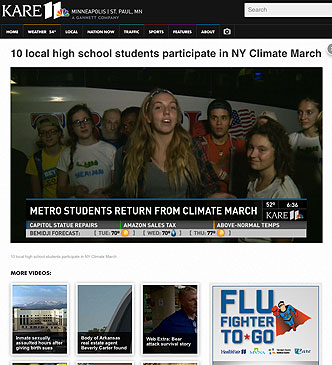 KARE 11
MINNEAPOLIS | ST. PAUL, MN
A GANNETT COMPANY
Search
HOME WEATHER 54° LOCAL NATION NOW TRAFFIC SPORTS FEATURES ABOUT
10 local high school students participate in NY Climate March
METRO STUDENTS RETURN FROM CLIMATE MARCH
52° 6:36
KARE 11
CAPITOL STATUE REPAIRS AMAZON SALES TAX ABOVE-NORMAL TEMPS
BEMIDJI FORECAST: [ TUE: 70° ] [ WED: 70° ] [ THU: 77° ]
10 local high school students participate in NY Climate March
MORE VIDEOS:
Inmate sexually assaulted hours after giving birth sues
Body of Arkansas real estate agent Beverly Carter found
Web Extra: Bear attack survival story
FLU
FIGHTER
TO GO
HealthFair 11